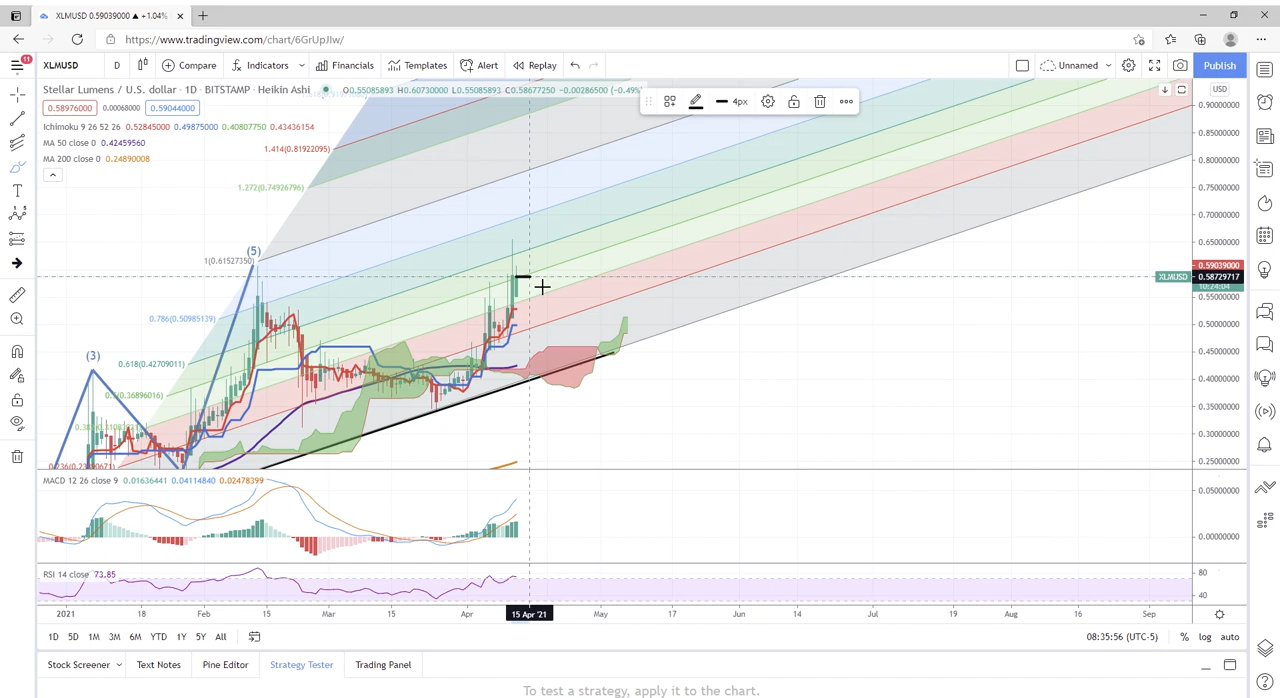 XLMUSD 0.59039000 ▲ +1.04%
https://www.tradingview.com/chart/6GrUpJIw/
11
XLMUSD D Compare Indicators Financials Templates Alert Replay Unnamed Publish
Stellar Lumens / U.S. dollar · 1D · BITSTAMP · Heikin Ashi O0.55085893 H0.60730000 L0.55085893 C0.58677250 −0.00286500 (−0.49%
USD
4px
0.58976000 0.00068000 0.59044000
Ichimoku 9 26 52 26 0.52845000 0.49875000 0.40807750 0.43436154
MA 50 close 0 0.42459560
MA 200 close 0 0.24890008
1.414(0.81922095)
1.272(0.74926796)
(5)
1(0.61527350)
0.786(0.50985139)
(3)
0.618(0.42709011)
0.5(0.36896016)
0.90000000
0.85000000
0.80000000
0.75000000
0.70000000
0.65000000
0.59039000
XLMUSD 0.58729717
10:24:04
0.55000000
0.50000000
0.45000000
0.40000000
0.35000000
0.30000000
0.25000000
MACD 12 26 close 9 0.01636441 0.04114840 0.02478399
0.05000000
0.00000000
RSI 14 close 73.85
80
40
2021 18 Feb 15 Mar 15 Apr 15 Apr '21 May 17 Jun 14 Jul 19 Aug 16 Sep
1D 5D 1M 3M 6M YTD 1Y 5Y All 08:35:56 (UTC-5) % log auto
Stock Screener Text Notes Pine Editor Strategy Tester Trading Panel
To test a strategy, apply it to the chart.